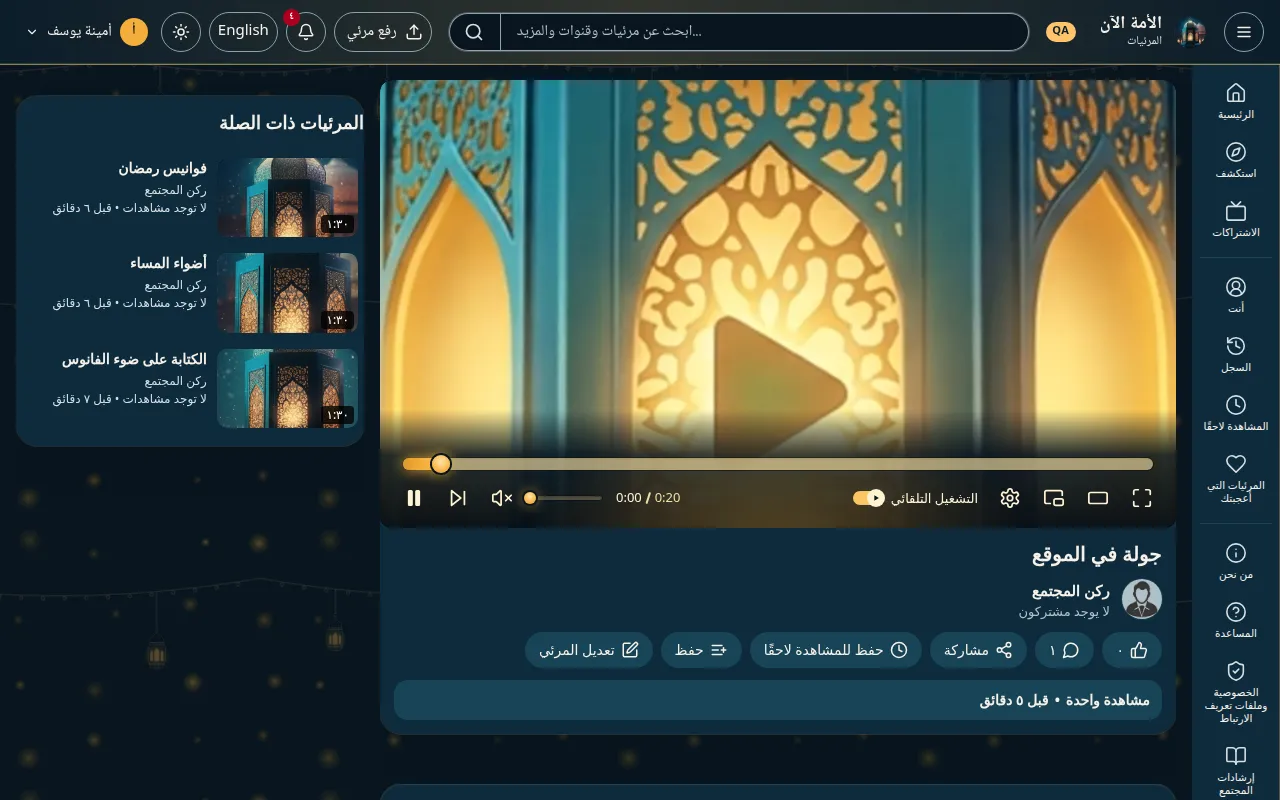 الأمة الآن
المرئيات
QA
ابحث عن مرئيات وقنوات والمزيد...
رفع مرئي
٤
English
أ
أمينة يوسف
الرئيسية
استكشف
الاشتراكات
أنت
السجل
المشاهدة لاحقًا
المرئيات التي
أعجبتك
من نحن
المساعدة
الخصوصية
وملفات تعريف
الارتباط
إرشادات
المجتمع
0:00 / 0:20
التشغيل التلقائي
جولة في الموقع
ركن المجتمع
لا يوجد مشتركون
٠
١
مشاركة
حفظ للمشاهدة لاحقًا
حفظ
تعديل المرئي
مشاهدة واحدة • قبل ٥ دقائق
المرئيات ذات الصلة
١:٣٠
فوانيس رمضان
ركن المجتمع
لا توجد مشاهدات • قبل ٦ دقائق
١:٣٠
أضواء المساء
ركن المجتمع
لا توجد مشاهدات • قبل ٦ دقائق
١:٣٠
الكتابة على ضوء الفانوس
ركن المجتمع
لا توجد مشاهدات • قبل ٧ دقائق